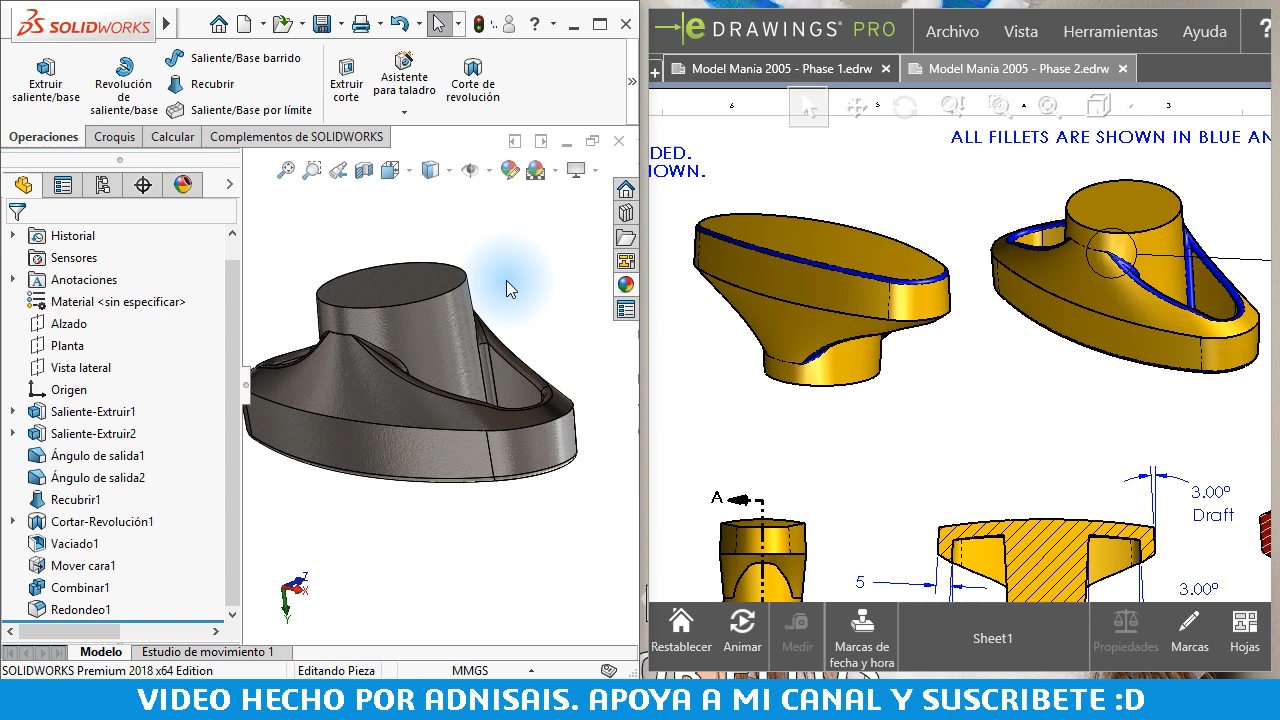 SOLIDWORKS
Extruir
saliente/base
Revolución
de
saliente/base
Saliente/Base barrido
Recubrir
Saliente/Base por límite
Extruir
corte
Asistente
para taladro
Corte de
revolución
Operaciones
Croquis
Calcular
Complementos de SOLIDWORKS
Historial
Sensores
Anotaciones
Material <sin especificar>
Alzado
Planta
Vista lateral
Origen
Saliente-Extruir1
Saliente-Extruir2
Ángulo de salida1
Ángulo de salida2
Recubrir1
Cortar-Revolución1
Vaciado1
Mover cara1
Combinar1
Redondeo1
Z
X
Y
Modelo
Estudio de movimiento 1
SOLIDWORKS Premium 2018 x64 Edition
Editando Pieza
MMGS
e DRAWINGS® PRO
Archivo
Vista
Herramientas
Ayuda
?
Model Mania 2005 - Phase 1.edrw
Model Mania 2005 - Phase 2.edrw
6
5
4
3
ALL FILLETS ARE SHOWN IN BLUE AN
DED.
HOWN.
A
3.00°
Draft
5
3.00°
Restablecer
Animar
Medir
Marcas de
fecha y hora
Sheet1
Propiedades
Marcas
Hojas
VIDEO HECHO POR ADNISAIS. APOYA A MI CANAL Y SUSCRIBETE :D